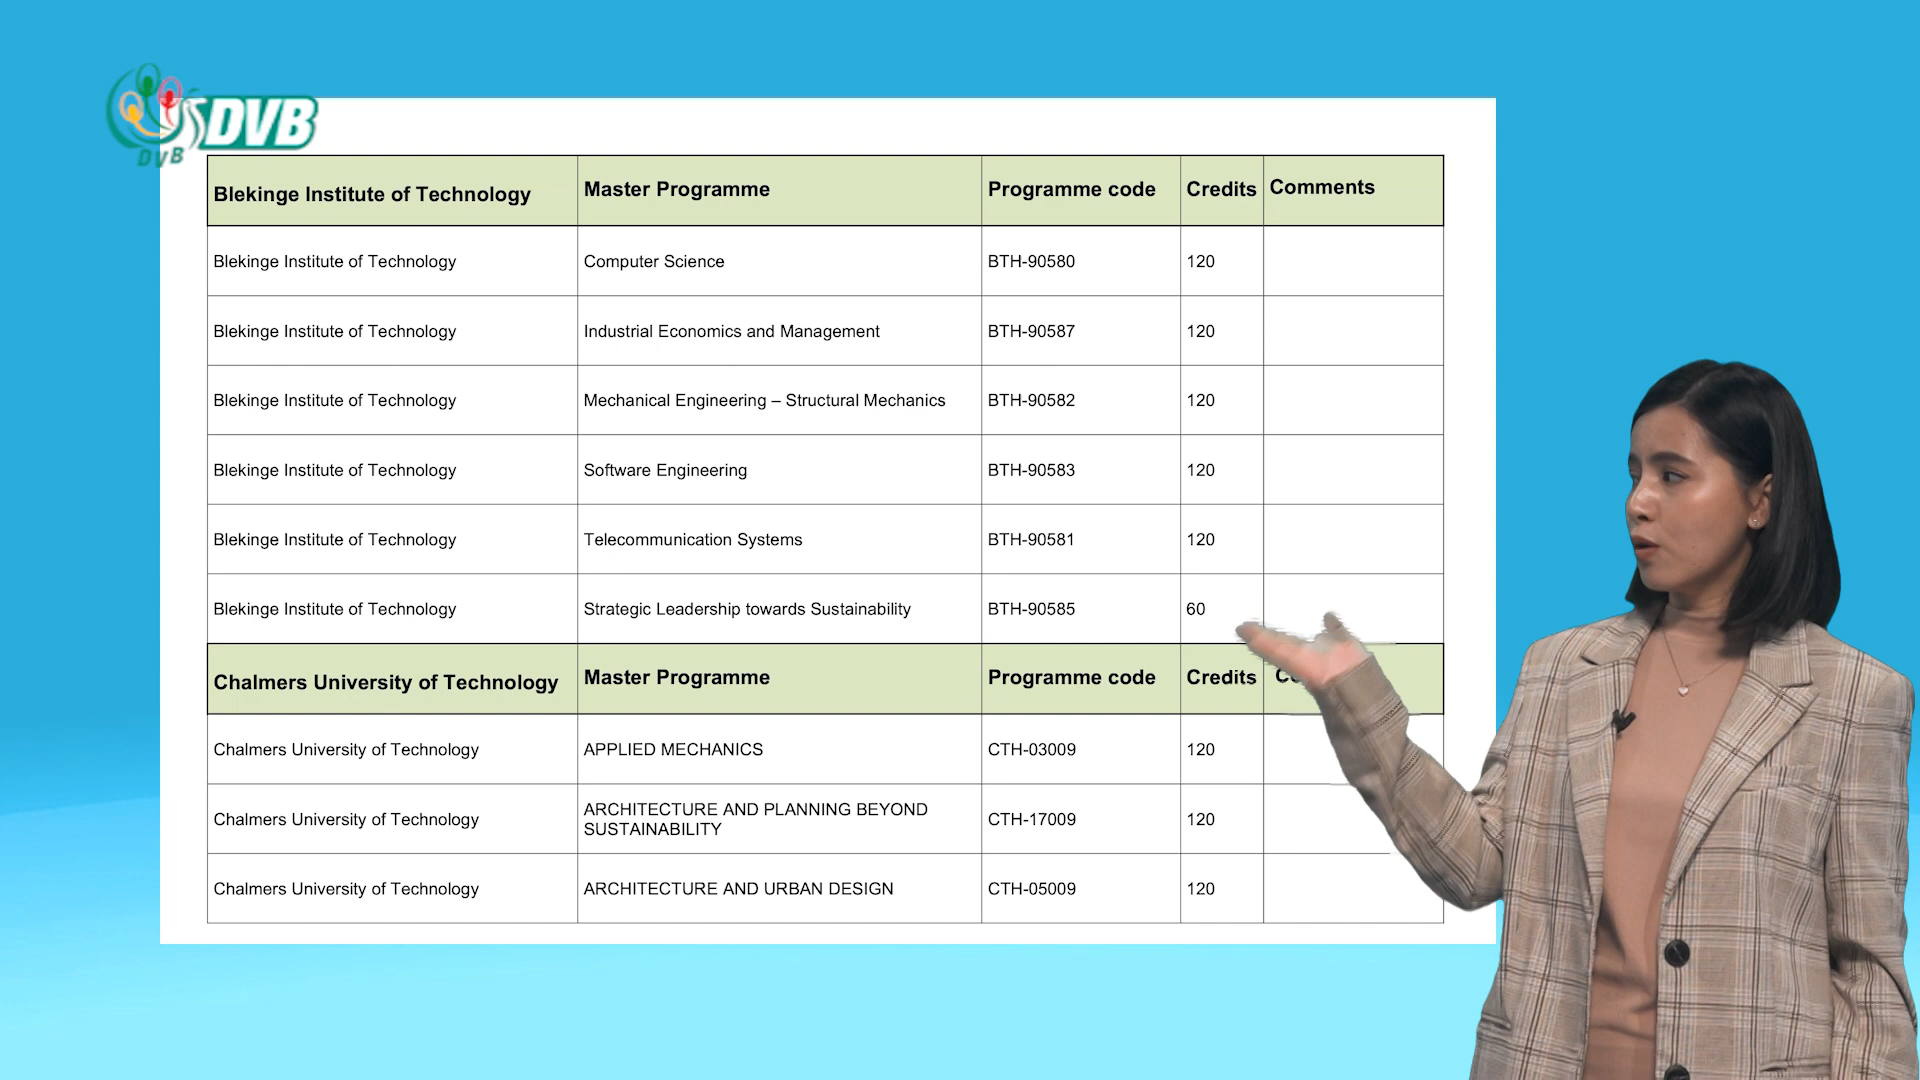 DVB
DVB
Blekinge Institute of Technology Master Programme Programme code Credits Comments
Blekinge Institute of Technology Computer Science BTH-90580 120
Blekinge Institute of Technology Industrial Economics and Management BTH-90587 120
Blekinge Institute of Technology Mechanical Engineering – Structural Mechanics BTH-90582 120
Blekinge Institute of Technology Software Engineering BTH-90583 120
Blekinge Institute of Technology Telecommunication Systems BTH-90581 120
Blekinge Institute of Technology Strategic Leadership towards Sustainability BTH-90585 60
Chalmers University of Technology Master Programme Programme code Credits
Chalmers University of Technology APPLIED MECHANICS CTH-03009 120
Chalmers University of Technology ARCHITECTURE AND PLANNING BEYOND
SUSTAINABILITY CTH-17009 120
Chalmers University of Technology ARCHITECTURE AND URBAN DESIGN CTH-05009 120